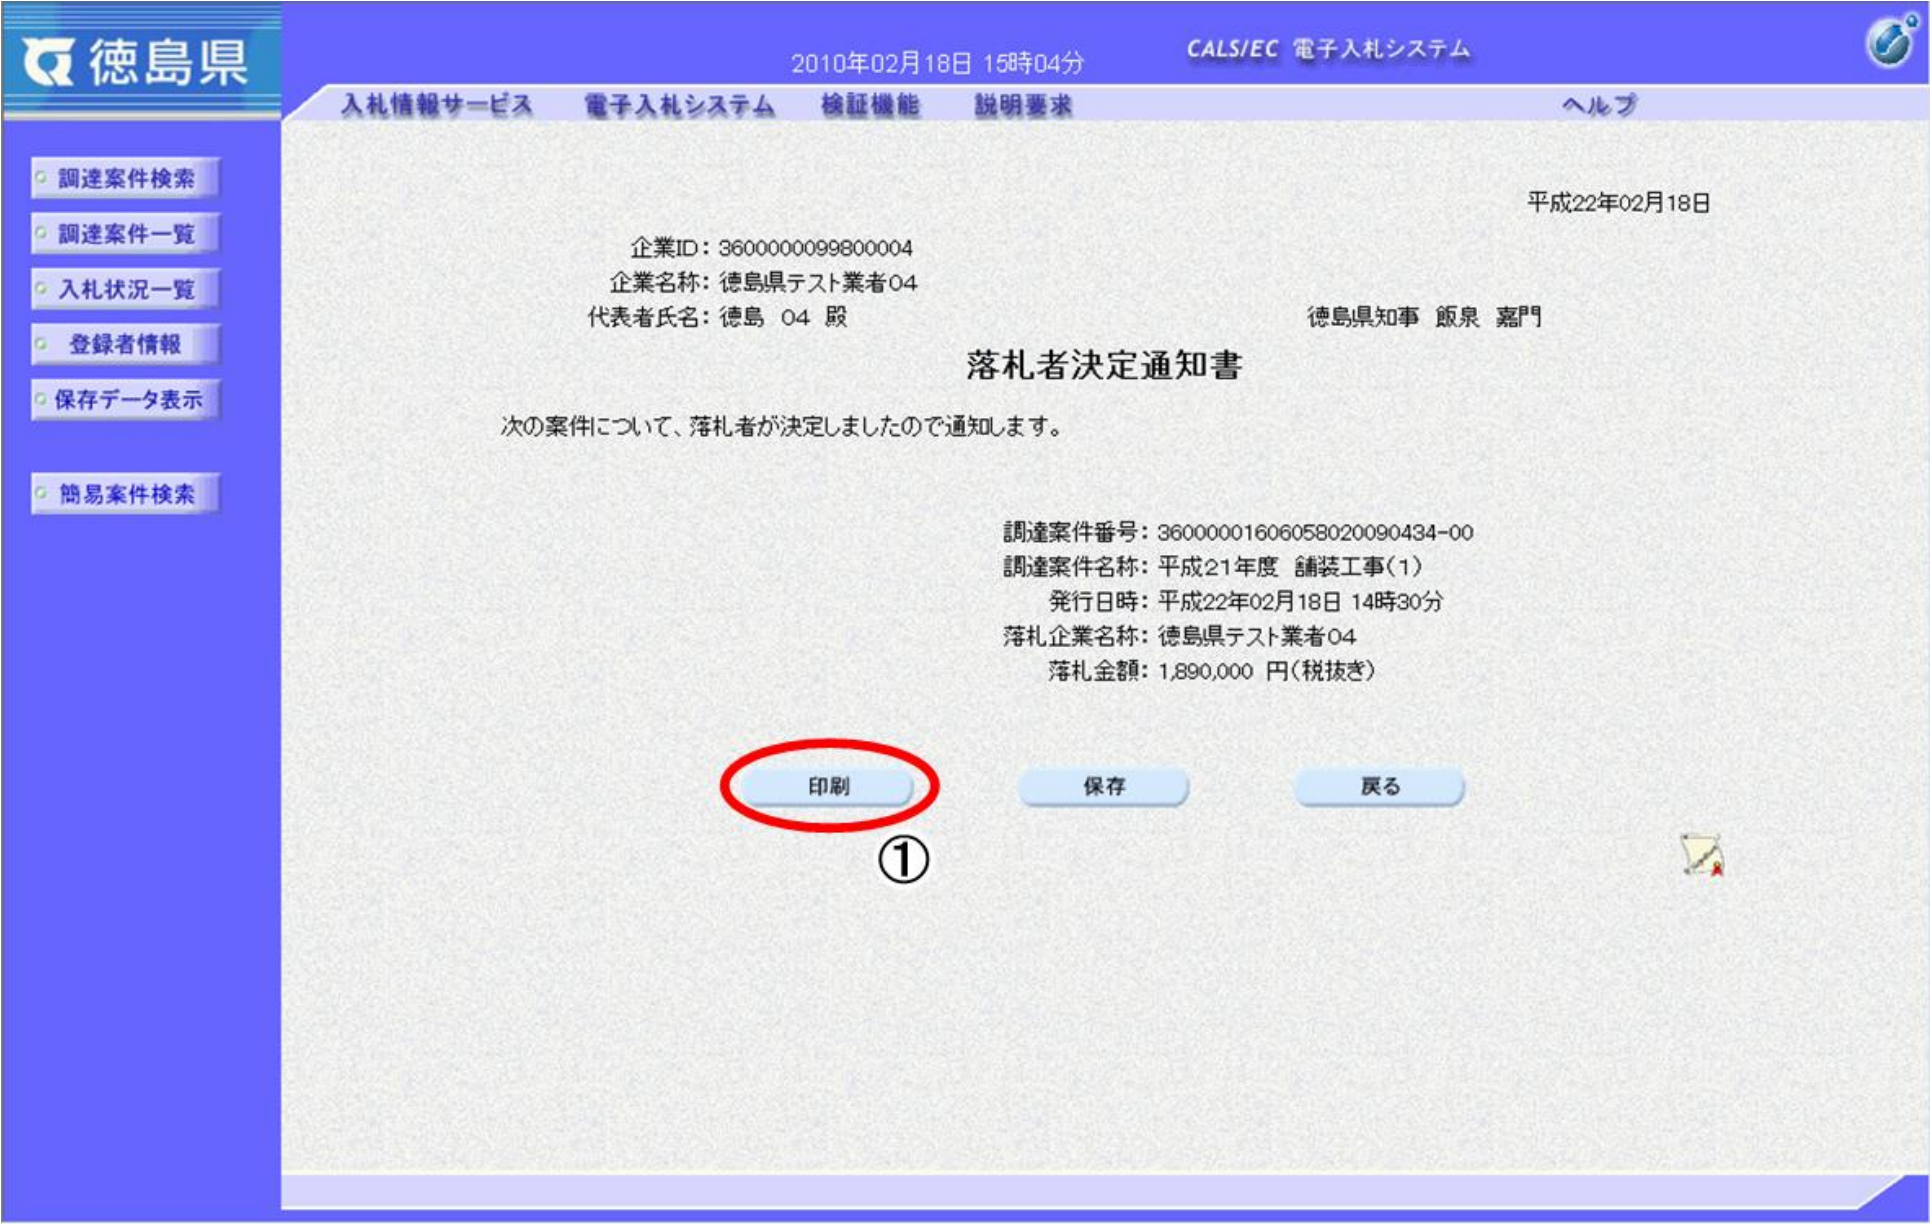 徳島県
2010年02月18日 15時04分
CALS/EC 電子入札システム
入札情報サービス 電子入札システム 検証機能 説明要求 ヘルプ
調達案件検索
調達案件一覧
入札状況一覧
登録者情報
保存データ表示
簡易案件検索
平成22年02月18日
企業ID：3600000099800004
企業名称：徳島県テスト業者04
代表者氏名：徳島 04 殿
徳島県知事 飯泉 嘉門
落札者決定通知書
次の案件について、落札者が決定しましたので通知します。
調達案件番号：36000001606058020090434-00
調達案件名称：平成21年度 舗装工事（1）
発行日時：平成22年02月18日 14時30分
落札企業名称：徳島県テスト業者04
落札金額：1,890,000 円（税抜き）
印刷 保存 戻る
①